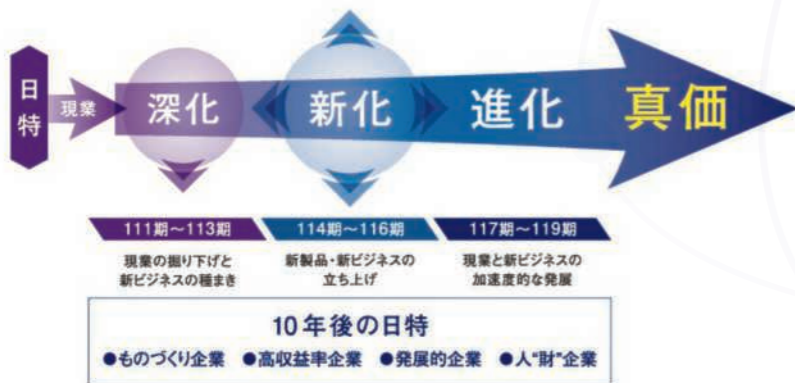 日特
現業
深化
新化
進化
真価
111期～113期
114期～116期
117期～119期
現業の掘り下げと
新ビジネスの種まき
新製品・新ビジネスの
立ち上げ
現業と新ビジネスの
加速度的な発展
10年後の日特
●ものづくり企業 ●高収益率企業 ●発展的企業 ●人“財”企業